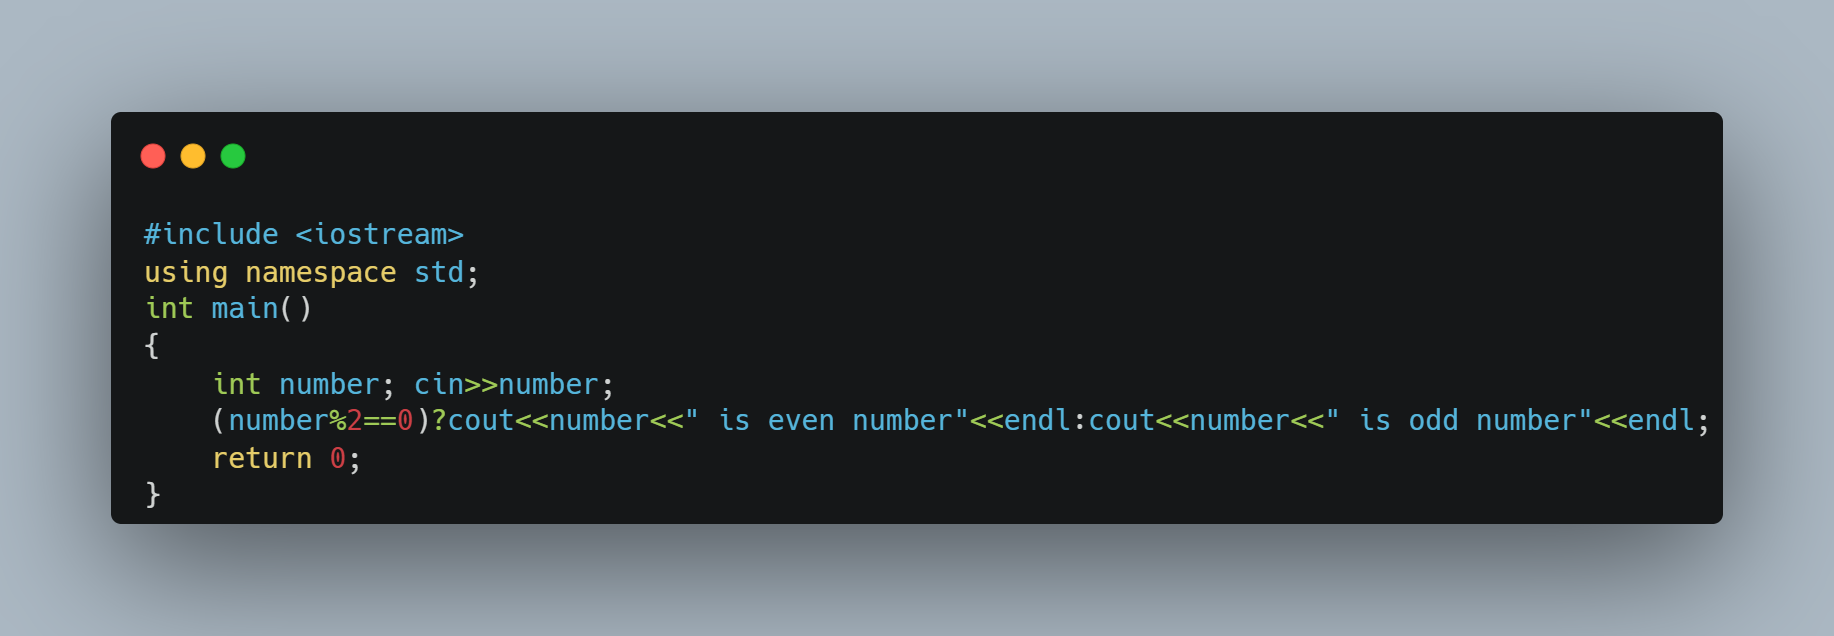 #include <iostream>
using namespace std;
int main()
{
    int number; cin>>number;
    (number%2==0)?cout<<number<<" is even number"<<endl:cout<<number<<" is odd number"<<endl;
    return 0;
}